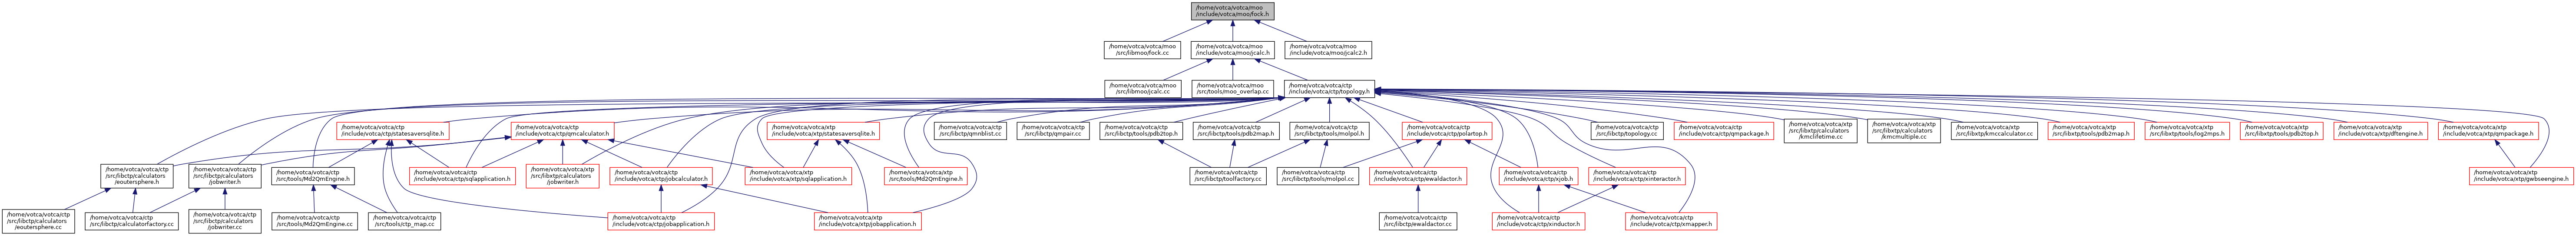 /home/votca/votca/moo
/include/votca/moo/fock.h
/home/votca/votca/moo
/src/libmoo/fock.cc
/home/votca/votca/moo
/include/votca/moo/jcalc.h
/home/votca/votca/moo
/include/votca/moo/jcalc2.h
/home/votca/votca/moo
/src/libmoo/jcalc.cc
/home/votca/votca/moo
/src/tools/moo_overlap.cc
/home/votca/votca/ctp
/include/votca/ctp/topology.h
/home/votca/votca/ctp
/include/votca/ctp/statesaversqlite.h
/home/votca/votca/ctp
/include/votca/ctp/qmcalculator.h
/home/votca/votca/xtp
/include/votca/xtp/statesaversqlite.h
/home/votca/votca/ctp
/src/libctp/qmnblist.cc
/home/votca/votca/ctp
/src/libctp/qmpair.cc
/home/votca/votca/ctp
/src/libctp/tools/pdb2top.h
/home/votca/votca/ctp
/src/libctp/tools/pdb2map.h
/home/votca/votca/ctp
/src/libctp/tools/molpol.h
/home/votca/votca/ctp
/include/votca/ctp/polartop.h
/home/votca/votca/ctp
/src/libctp/topology.cc
/home/votca/votca/ctp
/include/votca/ctp/qmpackage.h
/home/votca/votca/xtp
/src/libxtp/calculators
/kmclifetime.cc
/home/votca/votca/xtp
/src/libxtp/calculators
/kmcmultiple.cc
/home/votca/votca/xtp
/src/libxtp/kmccalculator.cc
/home/votca/votca/xtp
/src/libxtp/tools/pdb2map.h
/home/votca/votca/xtp
/src/libxtp/tools/log2mps.h
/home/votca/votca/xtp
/src/libxtp/tools/pdb2top.h
/home/votca/votca/xtp
/include/votca/xtp/dftengine.h
/home/votca/votca/xtp
/include/votca/xtp/qmpackage.h
/home/votca/votca/ctp
/src/libctp/calculators
/eoutersphere.h
/home/votca/votca/ctp
/src/libctp/calculators
/jobwriter.h
/home/votca/votca/ctp
/src/tools/Md2QmEngine.h
/home/votca/votca/ctp
/include/votca/ctp/sqlapplication.h
/home/votca/votca/xtp
/src/libxtp/calculators
/jobwriter.h
/home/votca/votca/ctp
/include/votca/ctp/jobcalculator.h
/home/votca/votca/xtp
/include/votca/xtp/sqlapplication.h
/home/votca/votca/xtp
/src/tools/Md2QmEngine.h
/home/votca/votca/ctp
/src/libctp/toolfactory.cc
/home/votca/votca/ctp
/src/libctp/tools/molpol.cc
/home/votca/votca/ctp
/include/votca/ctp/ewaldactor.h
/home/votca/votca/ctp
/include/votca/ctp/xjob.h
/home/votca/votca/ctp
/include/votca/ctp/xinteractor.h
/home/votca/votca/xtp
/include/votca/xtp/gwbseengine.h
/home/votca/votca/ctp
/src/libctp/calculators
/eoutersphere.cc
/home/votca/votca/ctp
/src/libctp/calculatorfactory.cc
/home/votca/votca/ctp
/src/libctp/calculators
/jobwriter.cc
/home/votca/votca/ctp
/src/tools/Md2QmEngine.cc
/home/votca/votca/ctp
/src/tools/ctp_map.cc
/home/votca/votca/ctp
/include/votca/ctp/jobapplication.h
/home/votca/votca/xtp
/include/votca/xtp/jobapplication.h
/home/votca/votca/ctp
/src/libctp/ewaldactor.cc
/home/votca/votca/ctp
/include/votca/ctp/xinductor.h
/home/votca/votca/ctp
/include/votca/ctp/xmapper.h